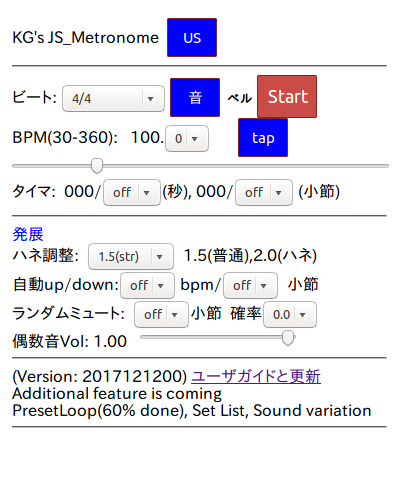 KG's JS_Metronome US
ビート: 4/4 音 ベル Start
BPM(30-360): 100. 0 tap
タイマ: 000/ off (秒), 000/ off (小節)
発展
ハネ調整: 1.5(str) 1.5(普通),2.0(ハネ)
自動up/down: off bpm/ off 小節
ランダムミュート: off 小節 確率 0.0
偶数音Vol: 1.00
(Version: 2017121200) ユーザガイドと更新
Additional feature is coming
PresetLoop(60% done), Set List, Sound variation